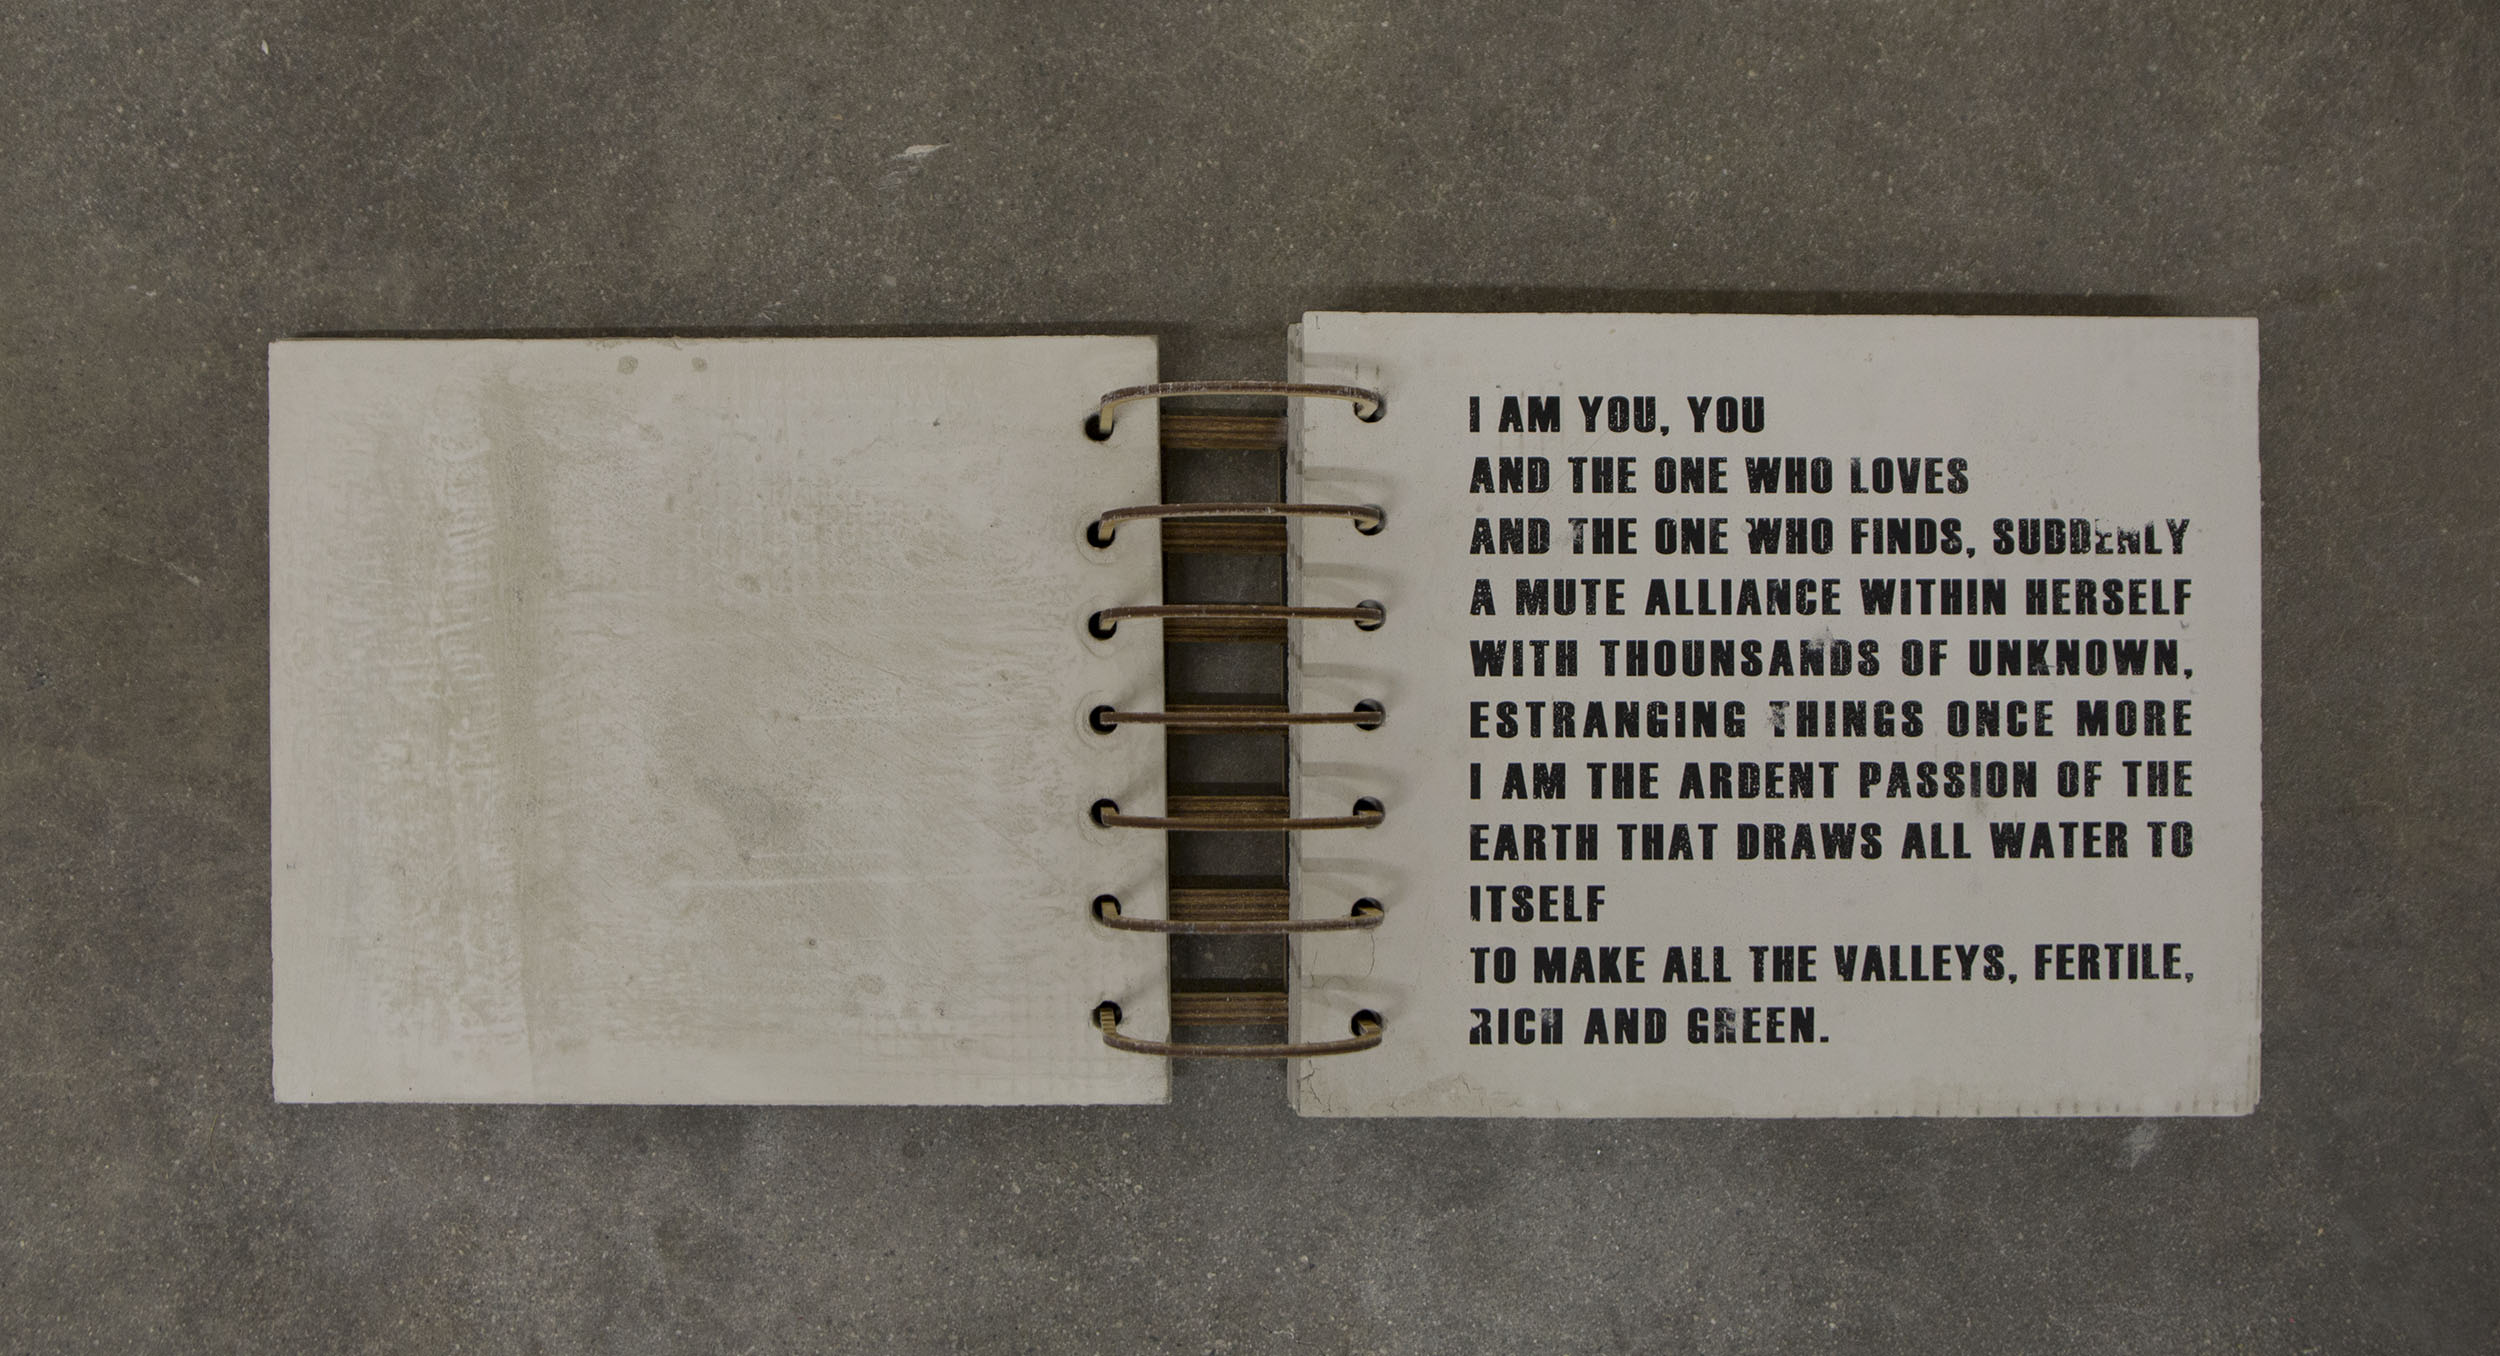 I AM YOU, YOU
AND THE ONE WHO LOVES
AND THE ONE WHO FINDS, SUDDENLY
A MUTE ALLIANCE WITHIN HERSELF
WITH THOUNSANDS OF UNKNOWN,
ESTRANGING THINGS ONCE MORE
I AM THE ARDENT PASSION OF THE
EARTH THAT DRAWS ALL WATER TO
ITSELF
TO MAKE ALL THE VALLEYS, FERTILE,
RICH AND GREEN.